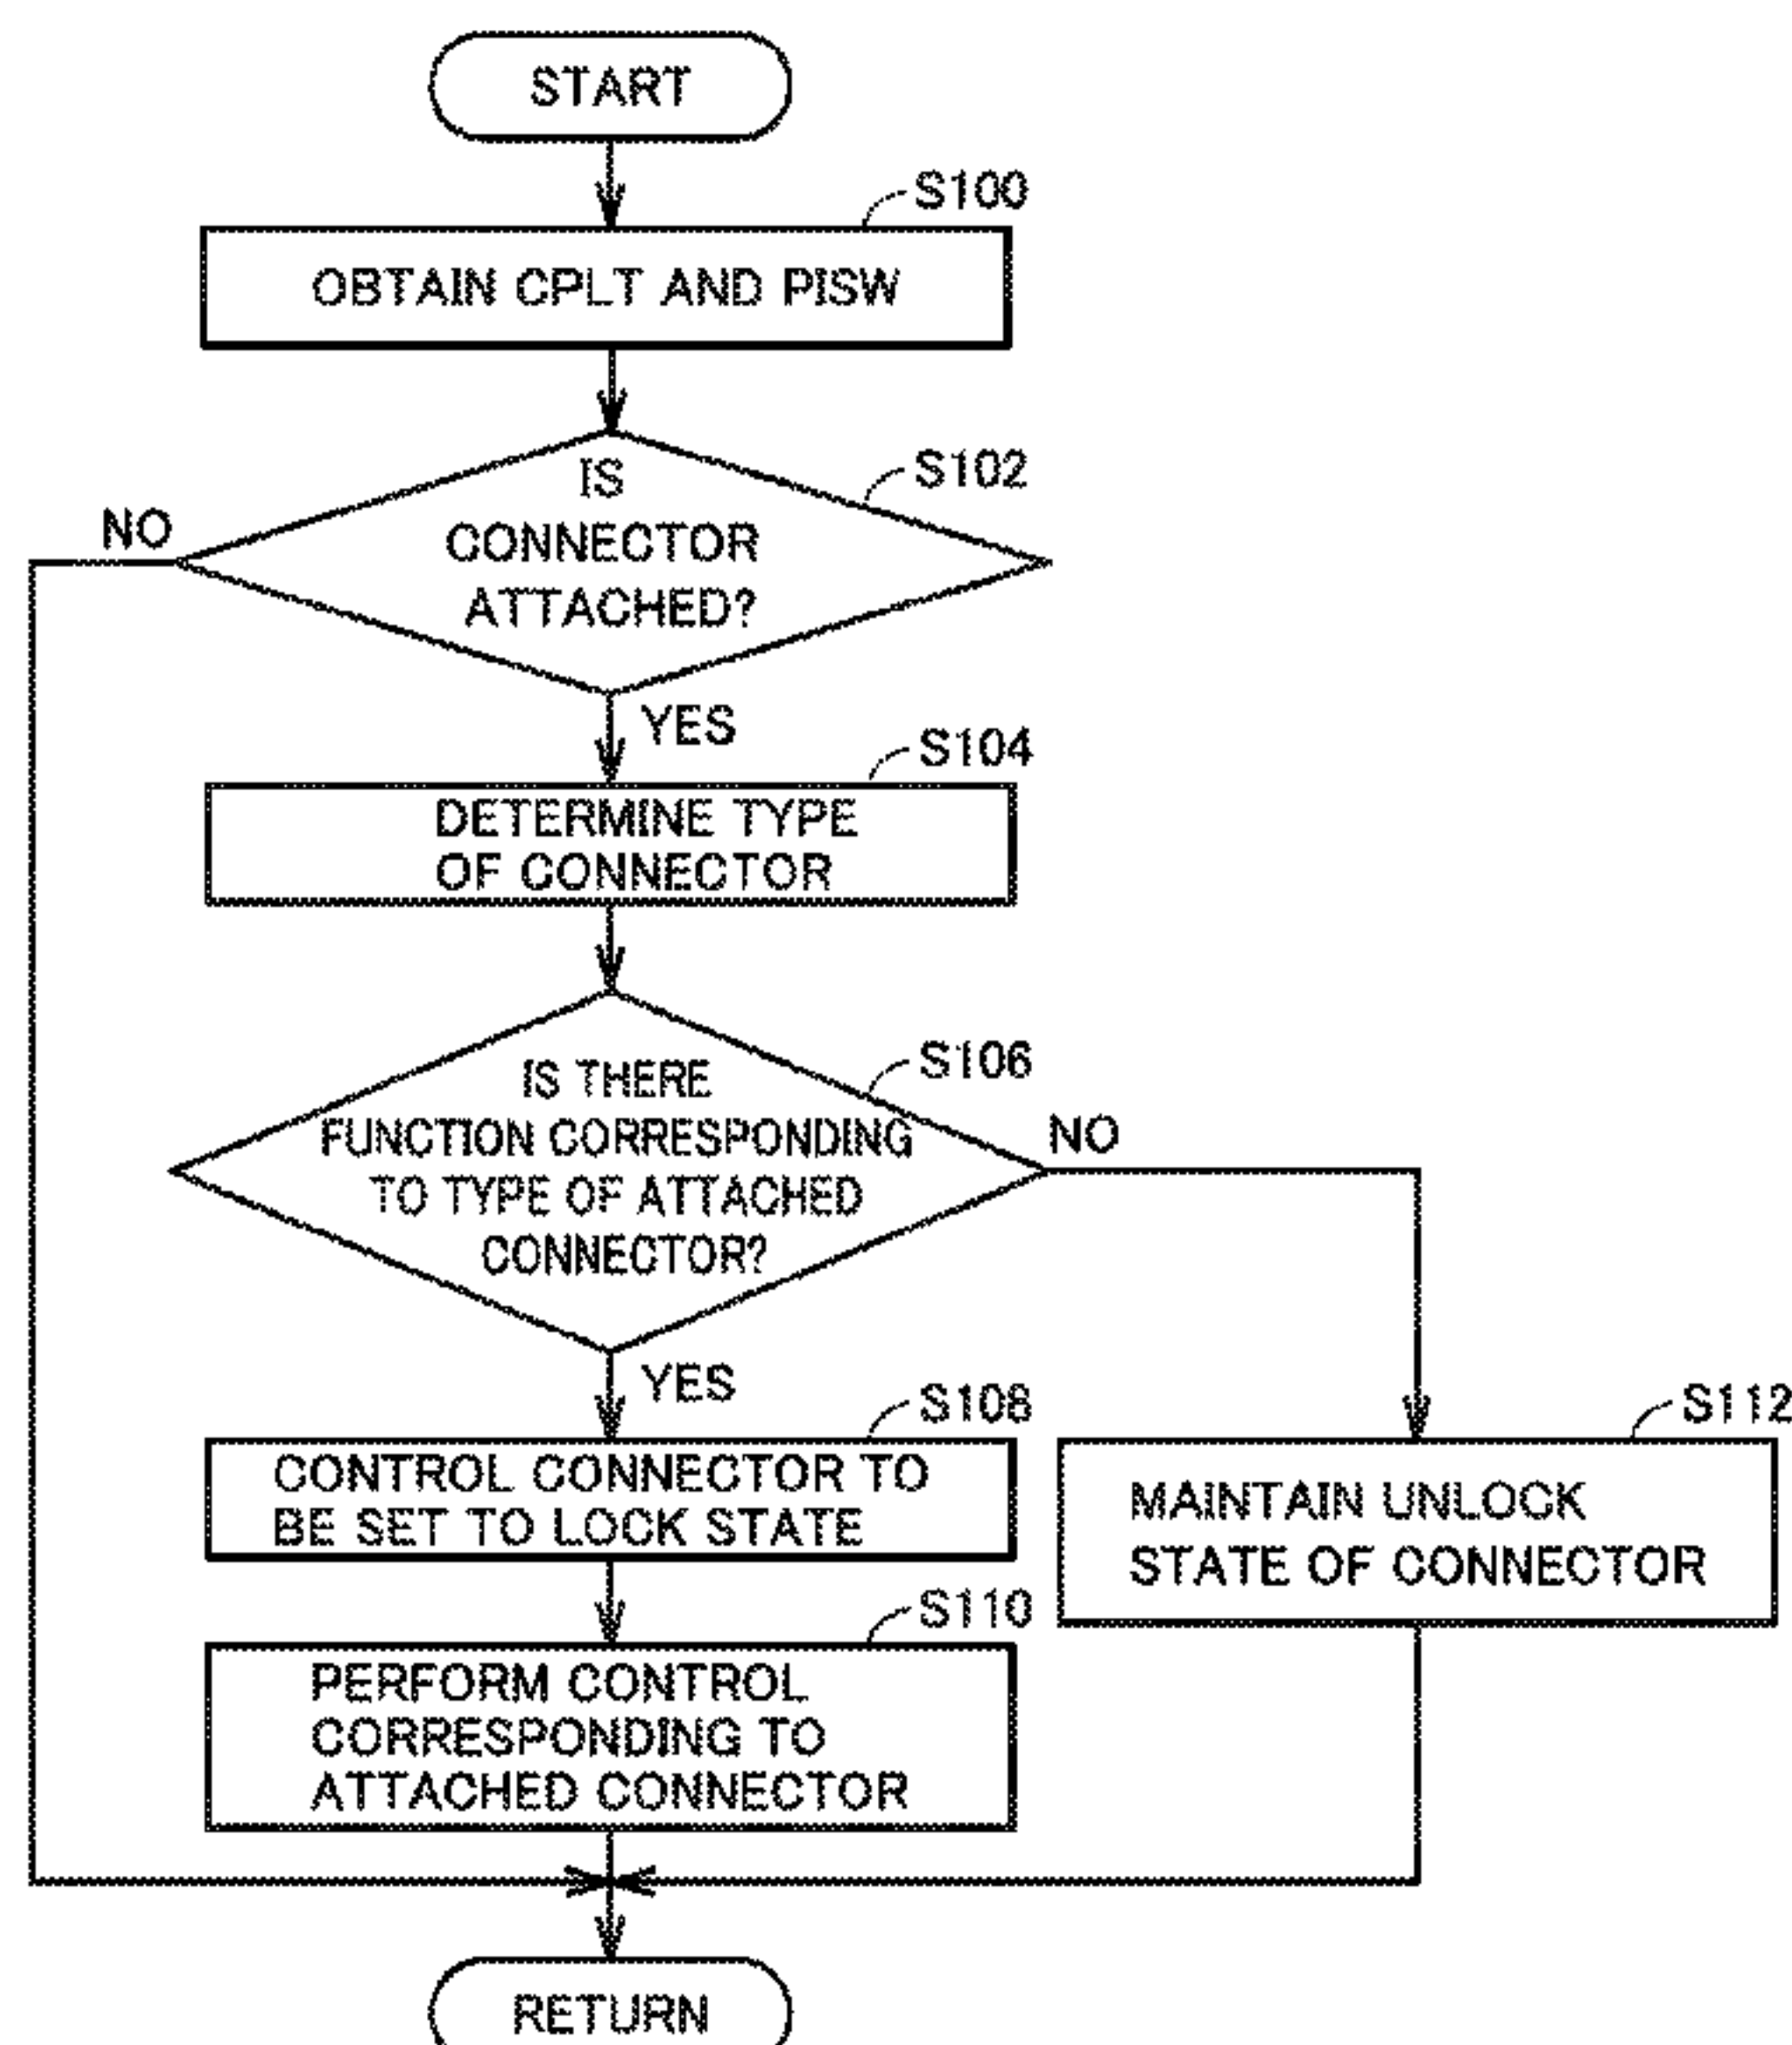 START
S100
OBTAIN CPLT AND PISW
S102
IS
CONNECTOR
ATTACHED?
NO
YES
S104
DETERMINE TYPE
OF CONNECTOR
S106
IS THERE
FUNCTION CORRESPONDING
TO TYPE OF ATTACHED
CONNECTOR?
NO
YES
S108
CONTROL CONNECTOR TO
BE SET TO LOCK STATE
S112
MAINTAIN UNLOCK
STATE OF CONNECTOR
S110
PERFORM CONTROL
CORRESPONDING TO
ATTACHED CONNECTOR
RETURN